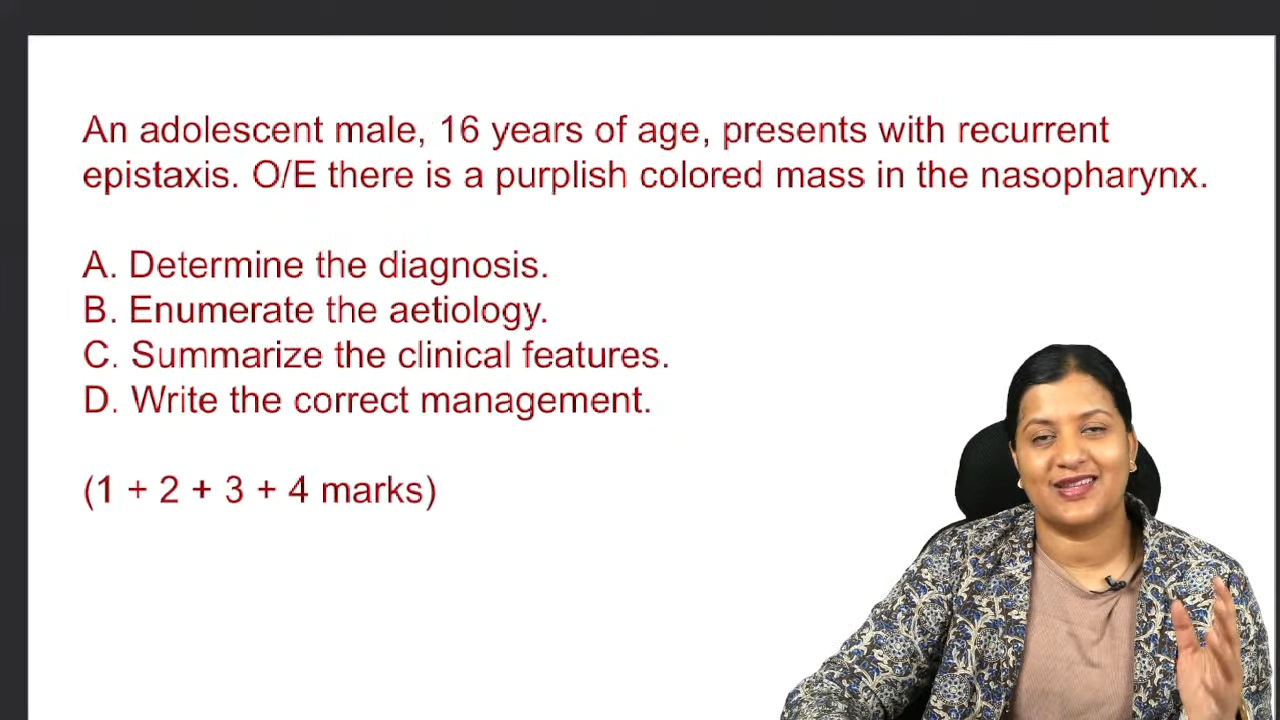 An adolescent male, 16 years of age, presents with recurrent
epistaxis. O/E there is a purplish colored mass in the nasopharynx.
A. Determine the diagnosis.
B. Enumerate the aetiology.
C. Summarize the clinical features.
D. Write the correct management.
(1 + 2 + 3 + 4 marks)